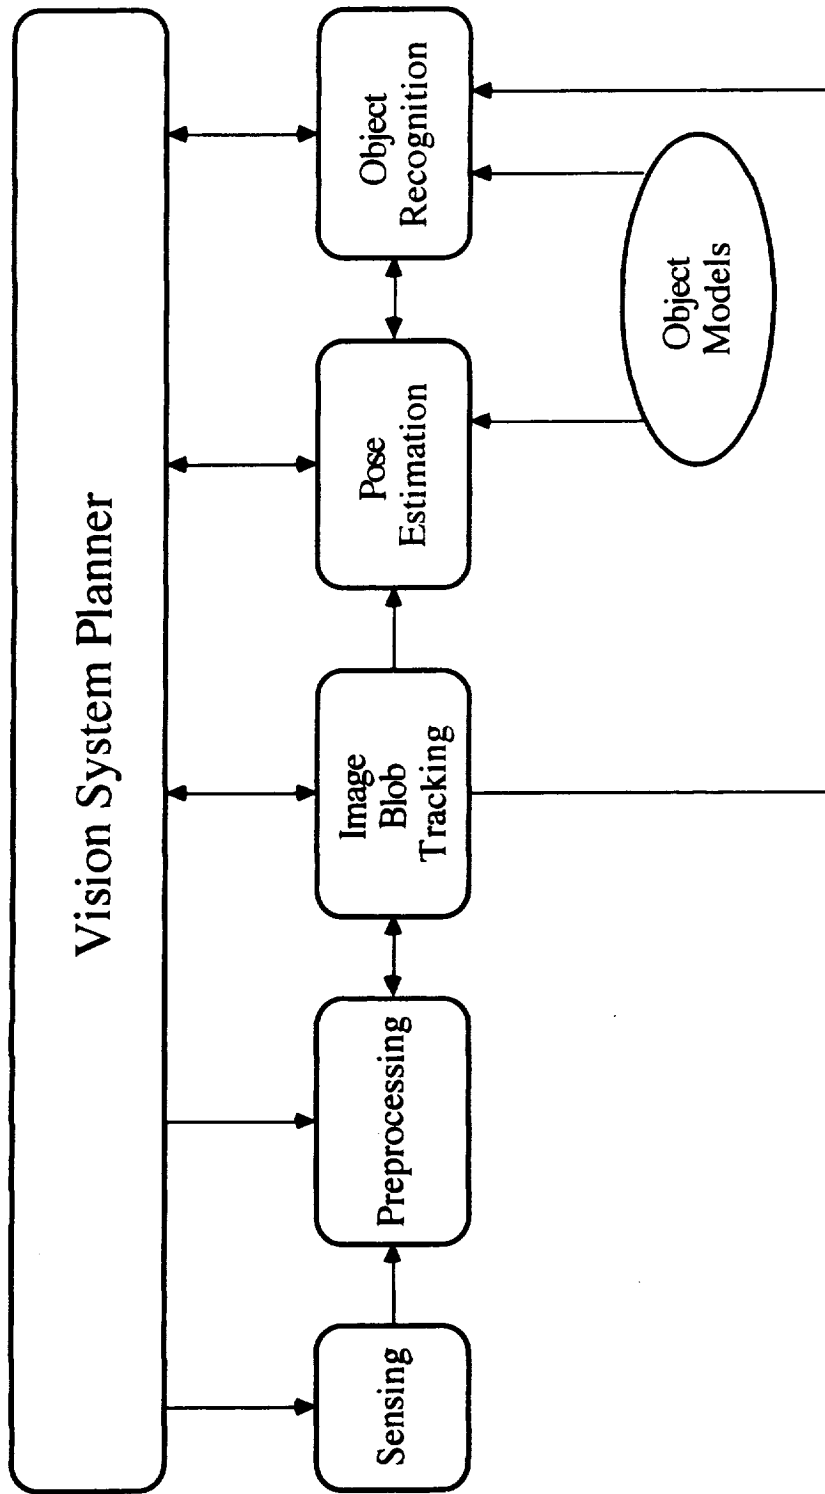 Vision System Planner
Sensing
Preprocessing
Image
Blob
Tracking
Pose
Estimation
Object
Recognition
Object
Models